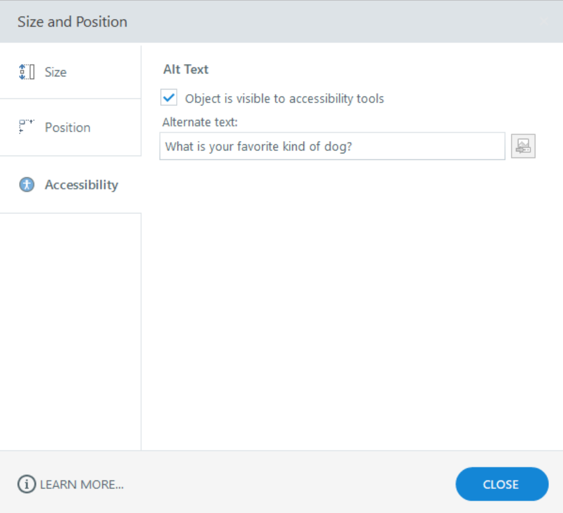 Size and Position
Size
Position
Accessibility
Alt Text
Object is visible to accessibility tools
Alternate text:
What is your favorite kind of dog?
LEARN MORE...
CLOSE